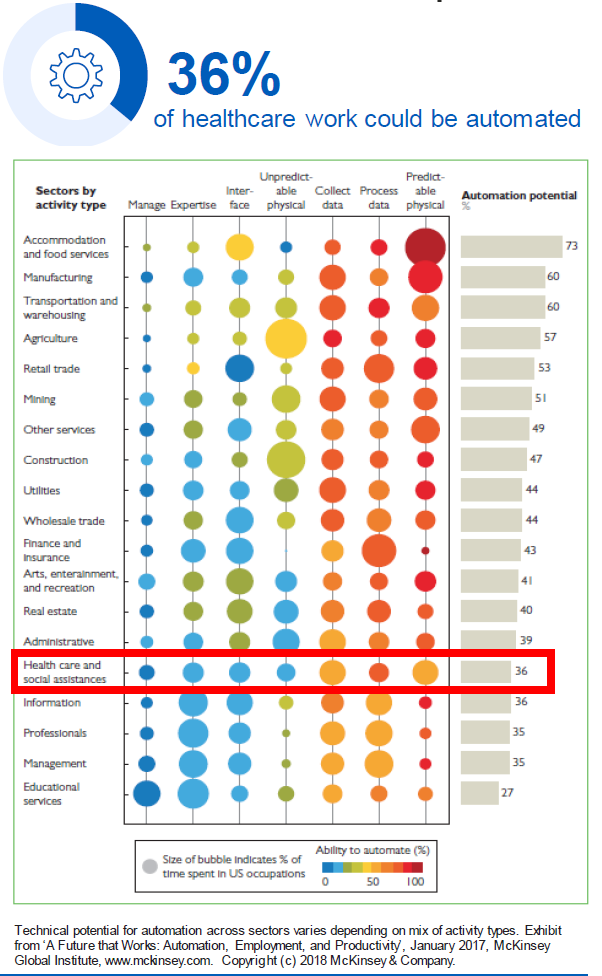 36%
of healthcare work could be automated
Sectors by
activity type
Manage
Expertise
Inter-
face
Unpredict-
able
physical
Collect
data
Process
data
Predict-
able
physical
Automation potential
%
Accommodation
and food services
73
Manufacturing
60
Transportation and
warehousing
60
Agriculture
57
Retail trade
53
Mining
51
Other services
49
Construction
47
Utilities
44
Wholesale trade
44
Finance and
insurance
43
Arts, enterainment,
and recreation
41
Real estate
40
Administrative
39
Health care and
social assistances
36
Information
36
Professionals
35
Management
35
Educational
services
27
Size of bubble indicates % of
time spent in US occupations
Ability to automate (%)
0 50 100
Technical potential for automation across sectors varies depending on mix of activity types. Exhibit
from ‘A Future that Works: Automation, Employment, and Productivity’, January 2017, McKinsey
Global Institute, www.mckinsey.com. Copyright (c) 2018 McKinsey & Company.